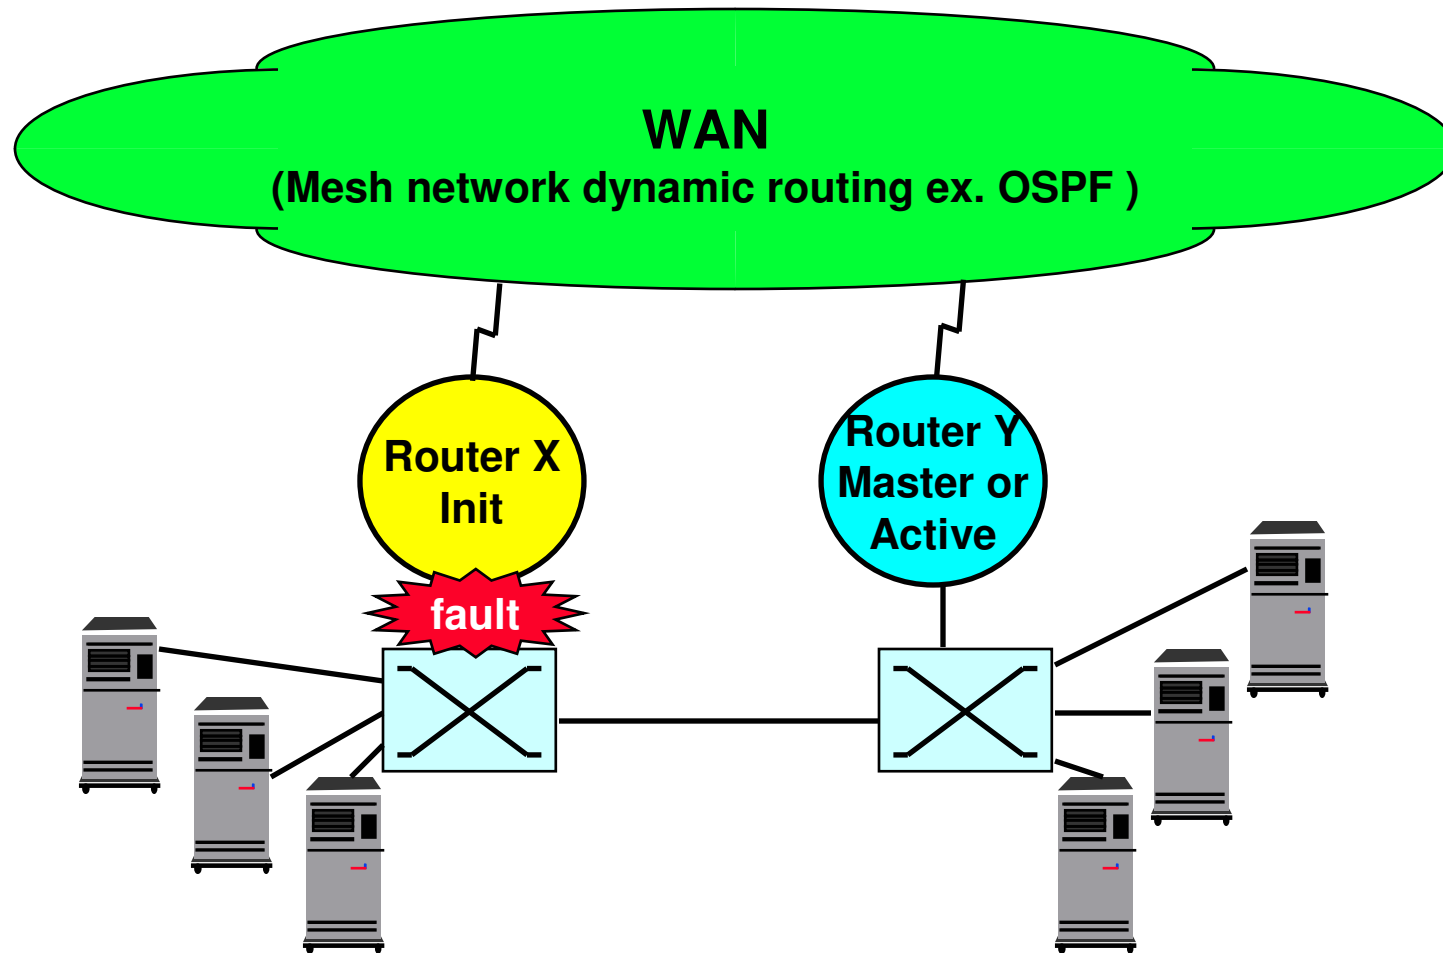 WAN
(Mesh network dynamic routing ex. OSPF )
Router X
Init
Router Y
Master or
Active
fault